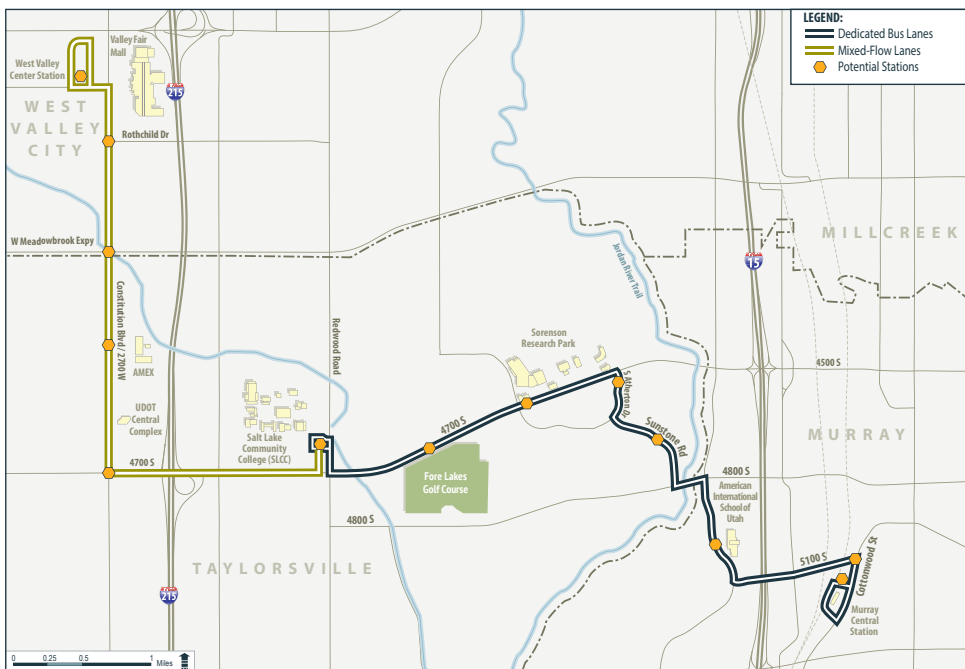 LEGEND:
Dedicated Bus Lanes
Mixed-Flow Lanes
Potential Stations
Valley Fair
Mall
West Valley
Center Station
215
WEST
VALLEY
CITY
Rothchild Dr
W Meadowbrook Expy
MILLCREEK
15
Jordan River Trail
Constitution Blvd / 2700 W
Redwood Road
AMEX
Sorenson
Research Park
4500 S
S Atherton Dr
UDOT
Central
Complex
Salt Lake
Community
College (SLCC)
4700 S
Sunstone Rd
MURRAY
4700 S
Fore Lakes
Golf Course
4800 S
American
International
School of
Utah
4800 S
TAYLORSVILLE
5100 S
Cottonwood St
215
Murray
Central
Station
0 0.25 0.5 1 Miles